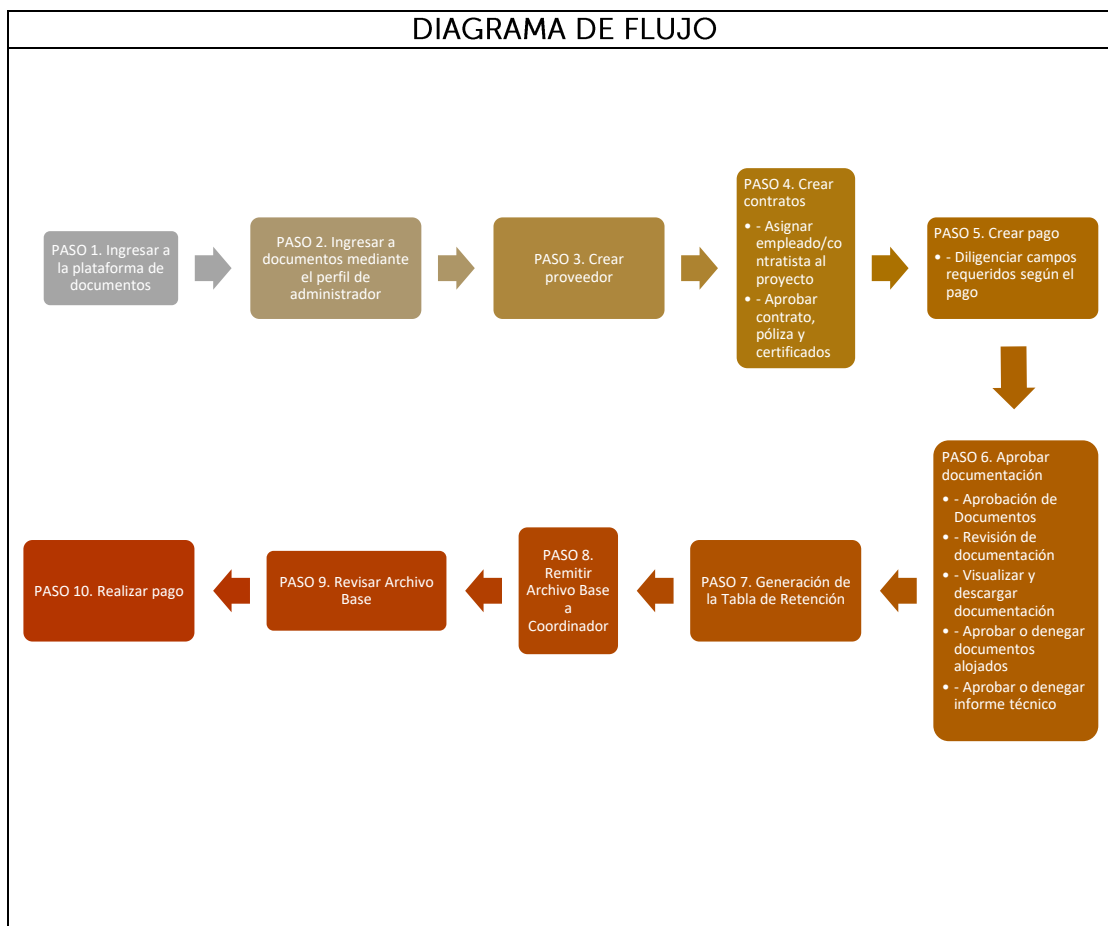 DIAGRAMA DE FLUJO
PASO 1. Ingresar a
la plataforma de
documentos
PASO 2. Ingresar a
documentos mediante
el perfil de
administrador
PASO 3. Crear
proveedor
PASO 4. Crear
contratos
• - Asignar
empleado/co
ntratista al
proyecto
• - Aprobar
contrato,
póliza y
certificados
PASO 5. Crear pago
• - Diligenciar campos
requeridos según el
pago
PASO 6. Aprobar
documentación
• - Aprobación de
Documentos
• - Revisión de
documentación
• - Visualizar y
descargar
documentación
• - Aprobar o denegar
documentos
alojados
• - Aprobar o denegar
informe técnico
PASO 7. Generación de
la Tabla de Retención
PASO 8.
Remitir
Archivo Base
a
Coordinador
PASO 9. Revisar Archivo
Base
PASO 10. Realizar pago